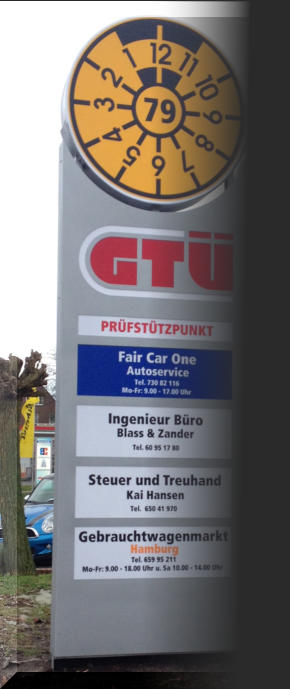 12
1
11
2
10
3
79
9
4
8
5
7
6
GTÜ
PRÜFSTÜTZPUNKT
Fair Car One
Autoservice
Tel. 730 82 116
Mo-Fr: 9.00 - 17.00 Uhr
Ingenieur Büro
Blass & Zander
Tel. 60 95 17 80
Steuer und Treuhand
Kai Hansen
Tel. 650 41 970
Gebrauchtwagenmarkt
Hamburg
Tel. 659 95 211
Mo-Fr: 9.00 - 18.00 Uhr u. Sa 10.00 - 14.00 Uhr